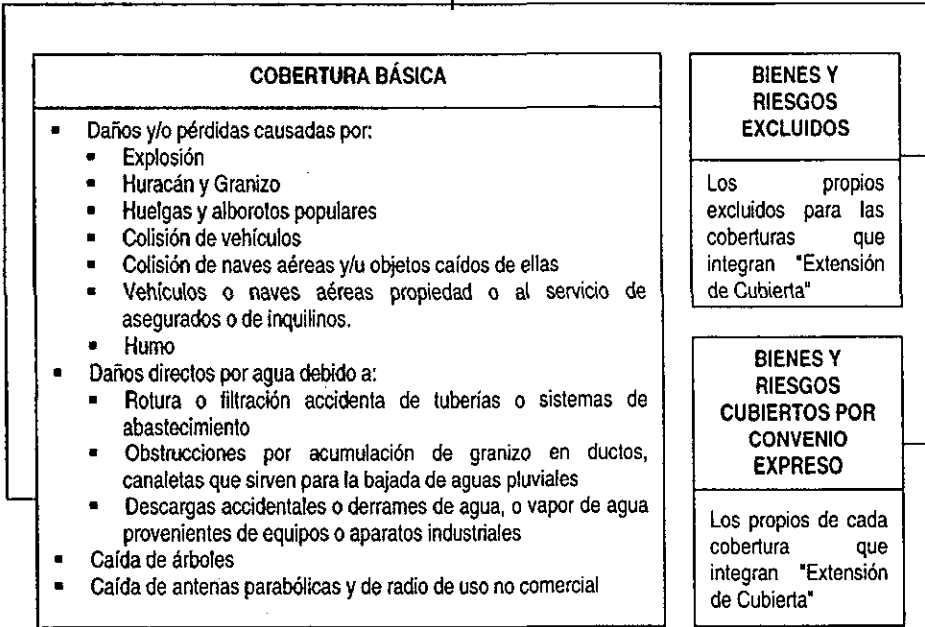 COBERTURA BÁSICA
▪ Daños y/o pérdidas causadas por:
▪ Explosión
▪ Huracán y Granizo
▪ Huelgas y alborotos populares
▪ Colisión de vehículos
▪ Colisión de naves aéreas y/u objetos caídos de ellas
▪ Vehículos o naves aéreas propiedad o al servicio de
asegurados o de inquilinos.
▪ Humo
▪ Daños directos por agua debido a:
▪ Rotura o filtración accidenta de tuberías o sistemas de
abastecimiento
▪ Obstrucciones por acumulación de granizo en ductos,
canaletas que sirven para la bajada de aguas pluviales
▪ Descargas accidentales o derrames de agua, o vapor de agua
provenientes de equipos o aparatos industriales
▪ Caída de árboles
▪ Caída de antenas parabólicas y de radio de uso no comercial
BIENES Y
RIESGOS
EXCLUIDOS
Los propios
excluidos para las
coberturas que
integran "Extensión
de Cubierta"
BIENES Y
RIESGOS
CUBIERTOS POR
CONVENIO
EXPRESO
Los propios de cada
cobertura que
integran "Extensión
de Cubierta"